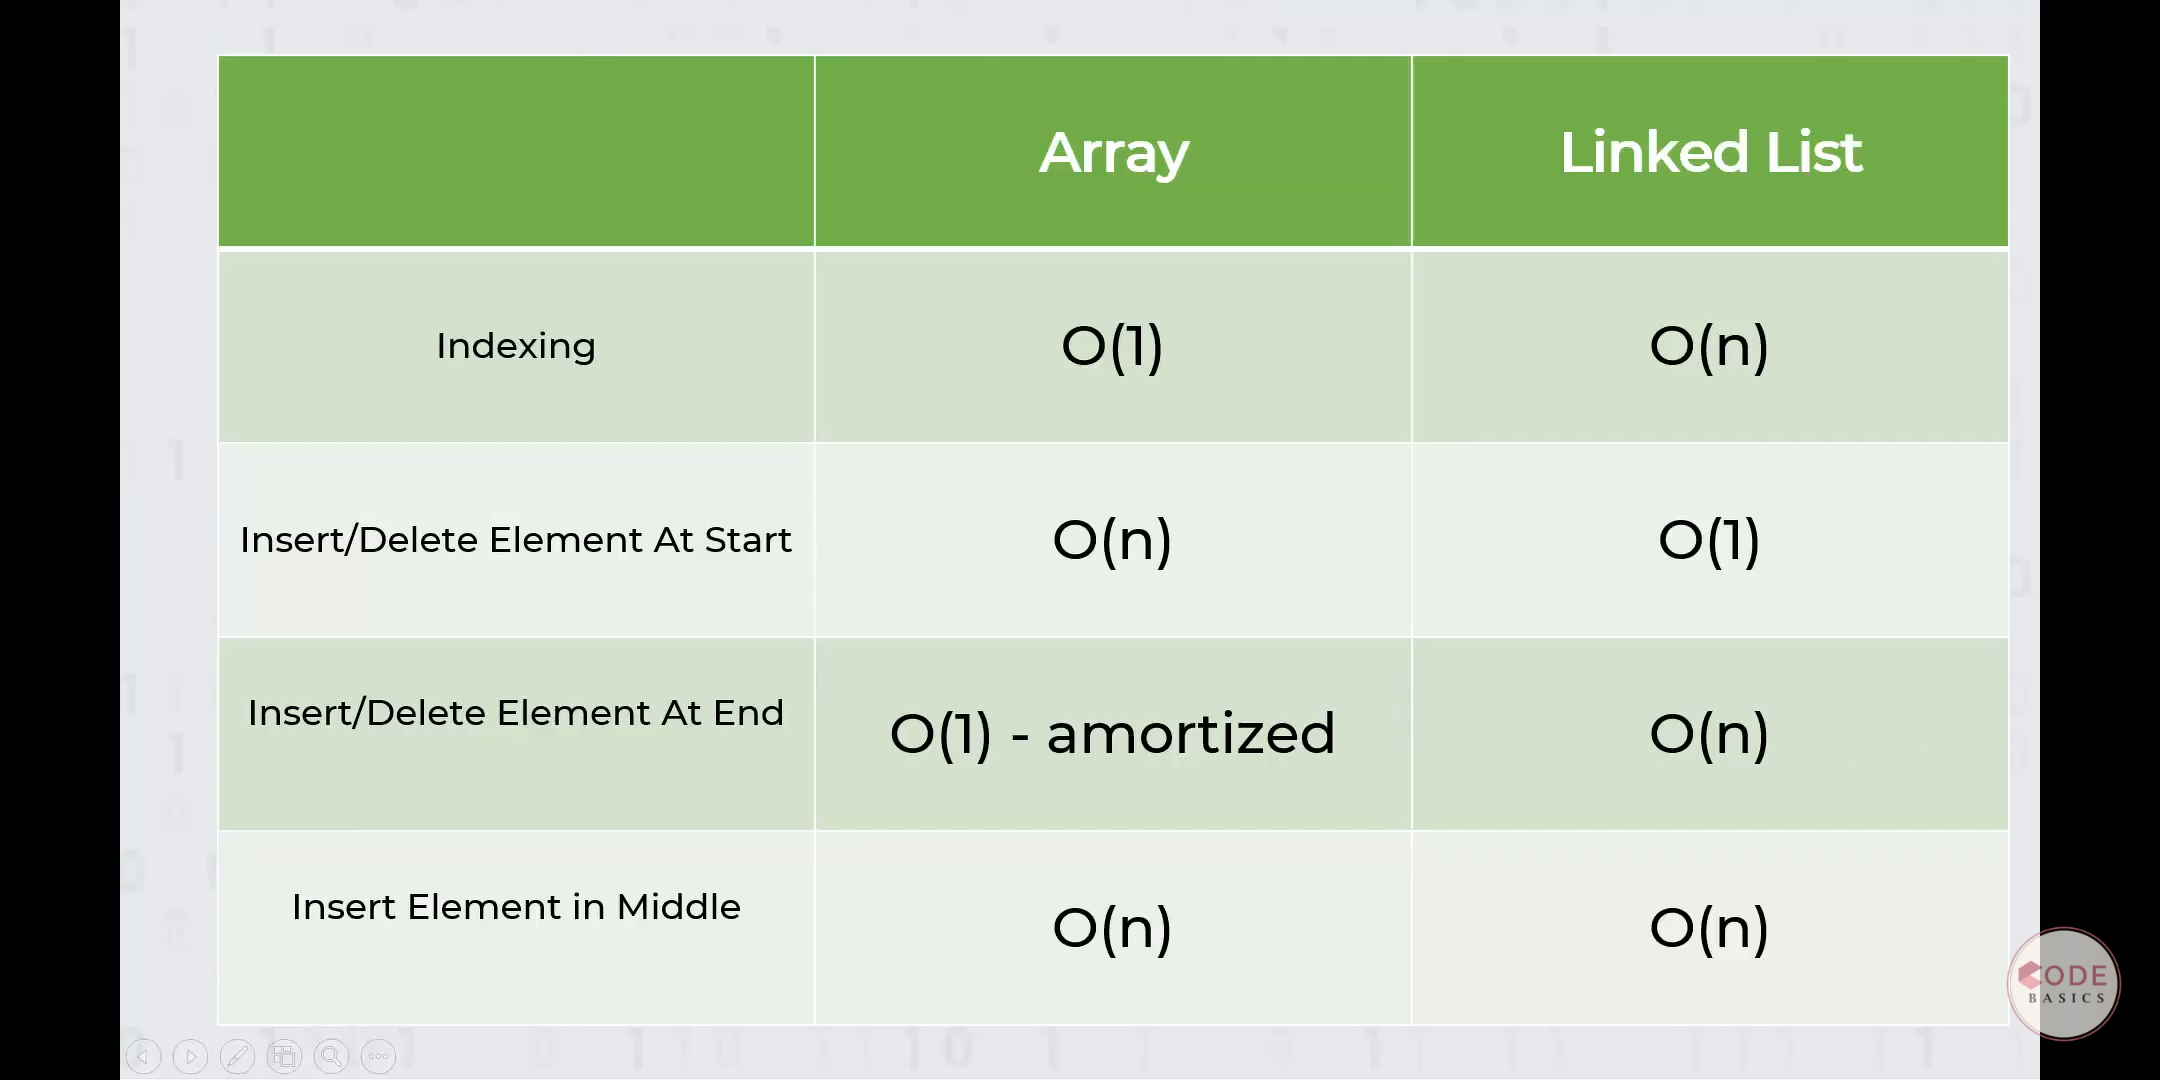 Array
Linked List
Indexing
O(1)
O(n)
Insert/Delete Element At Start
O(n)
O(1)
Insert/Delete Element At End
O(1) - amortized
O(n)
Insert Element in Middle
O(n)
O(n)
CODE
BASICS